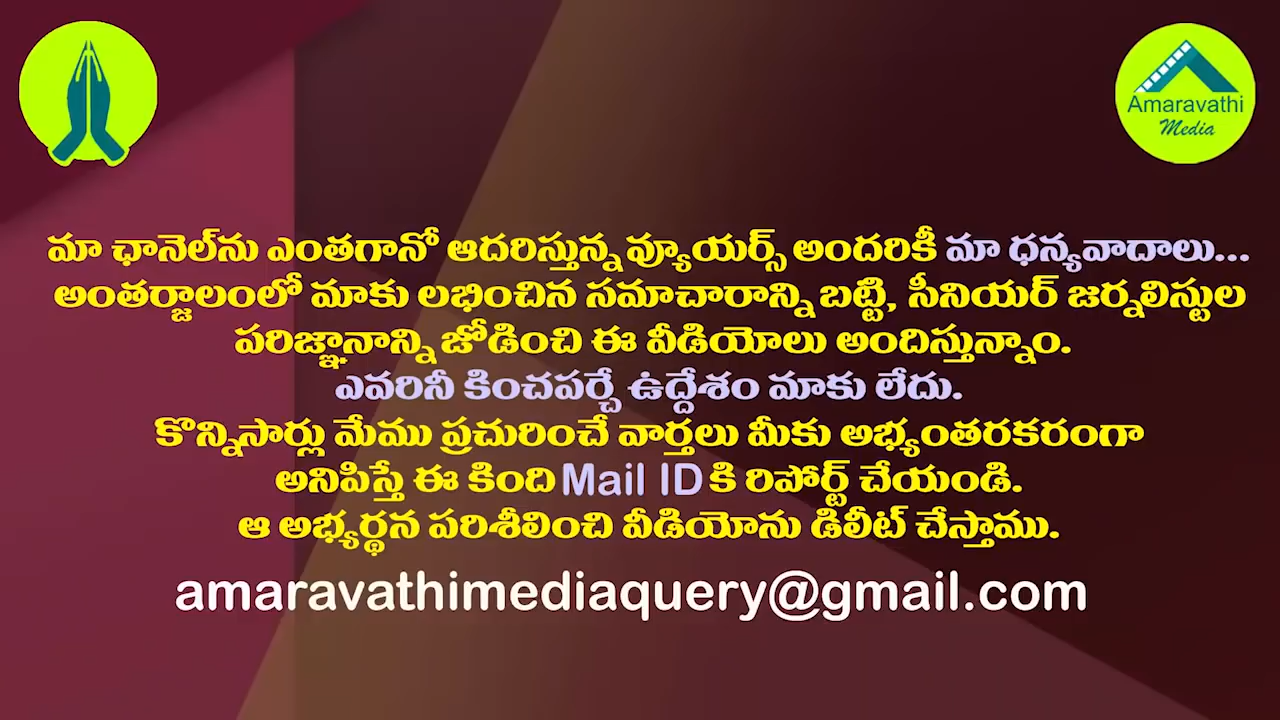 Amaravathi
Media
మా ఛానెల్‌ను ఎంతగానో ఆదరిస్తున్న వ్యూయర్స్ అందరికీ మా ధన్యవాదాలు...
అంతర్జాలంలో మాకు లభించిన సమాచారాన్ని బట్టి, సీనియర్ జర్నలిస్టుల
పరిజ్ఞానాన్ని జోడించి ఈ వీడియోలు అందిస్తున్నాం.
ఎవరినీ కించపర్చే ఉద్దేశం మాకు లేదు.
కొన్నిసార్లు మేము ప్రచురించే వార్తలు మీకు అభ్యంతరకరంగా
అనిపిస్తే ఈ కింది Mail ID కి రిపోర్ట్ చేయండి.
ఆ అభ్యర్థన పరిశీలించి వీడియోను డిలీట్ చేస్తాము.
amaravathimediaquery@gmail.com